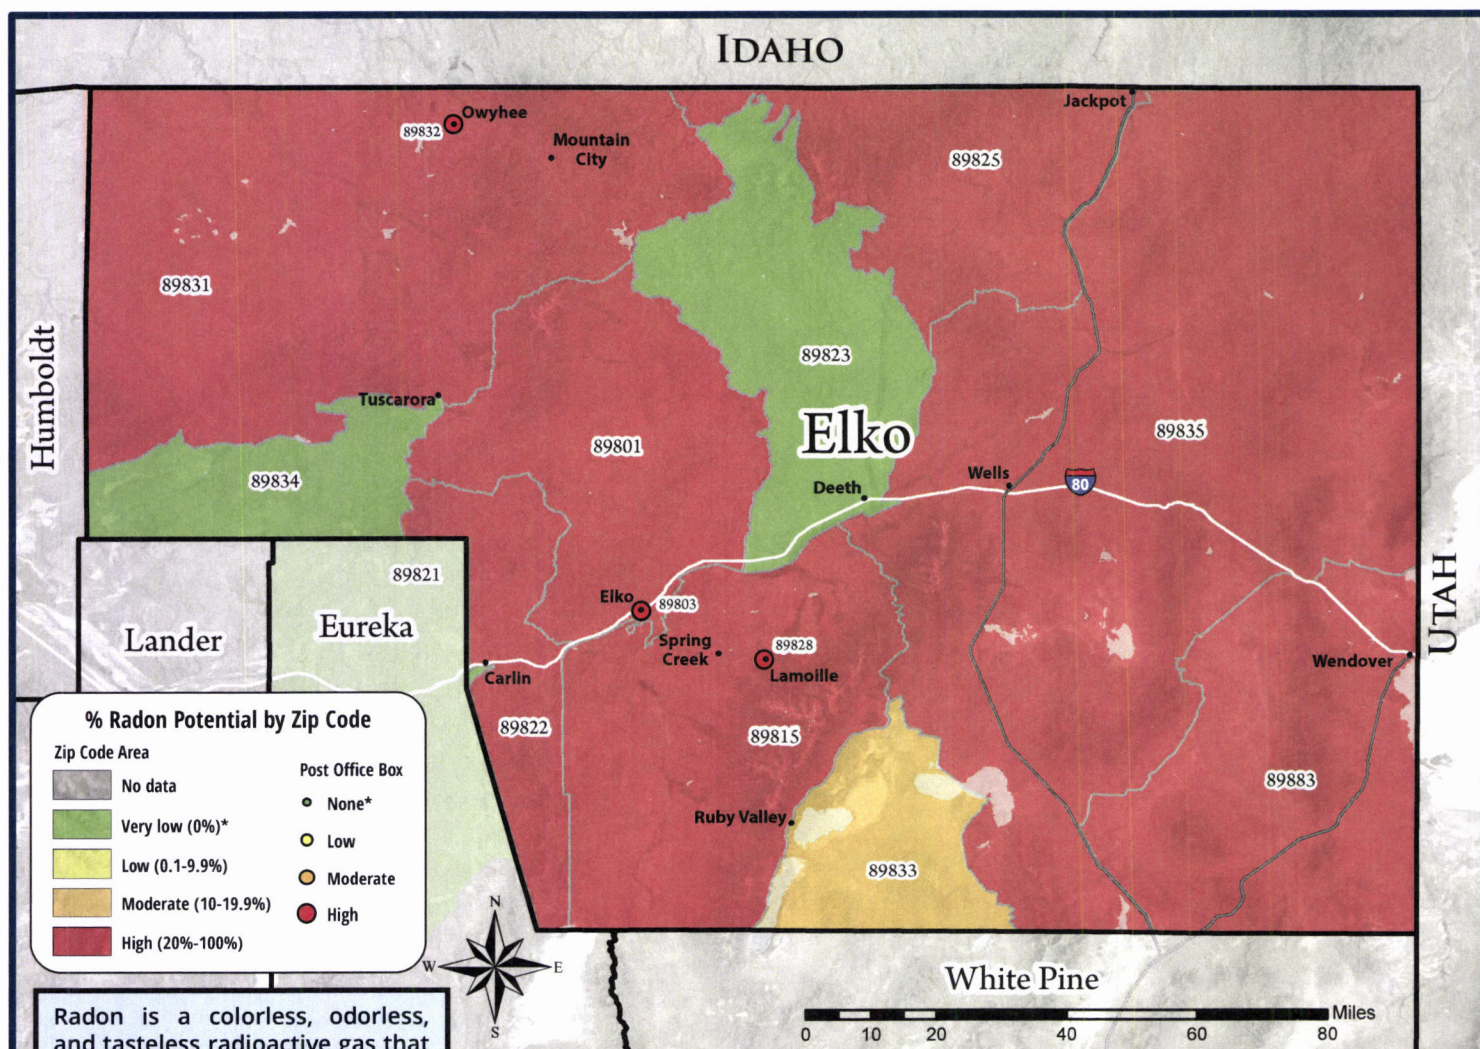 IDAHO
Jackpot
Owyhee
89832
Mountain
City
89825
89831
Humboldt
89823
Tuscarora
Elko
89801
89835
89834
Wells
80
Deeth
89821
Elko
89803
Lander
Eureka
Spring
Creek
89828
Lamoille
UTAH
Wendover
Carlin
89822
89815
89883
Ruby Valley
89833
% Radon Potential by Zip Code
Zip Code Area
No data
Very low (0%)*
Low (0.1-9.9%)
Moderate (10-19.9%)
High (20%-100%)
Post Office Box
None*
Low
Moderate
High
N
W
E
S
White Pine
Miles
0 10 20 40 60 80
Radon is a colorless, odorless,
and tasteless radioactive gas that